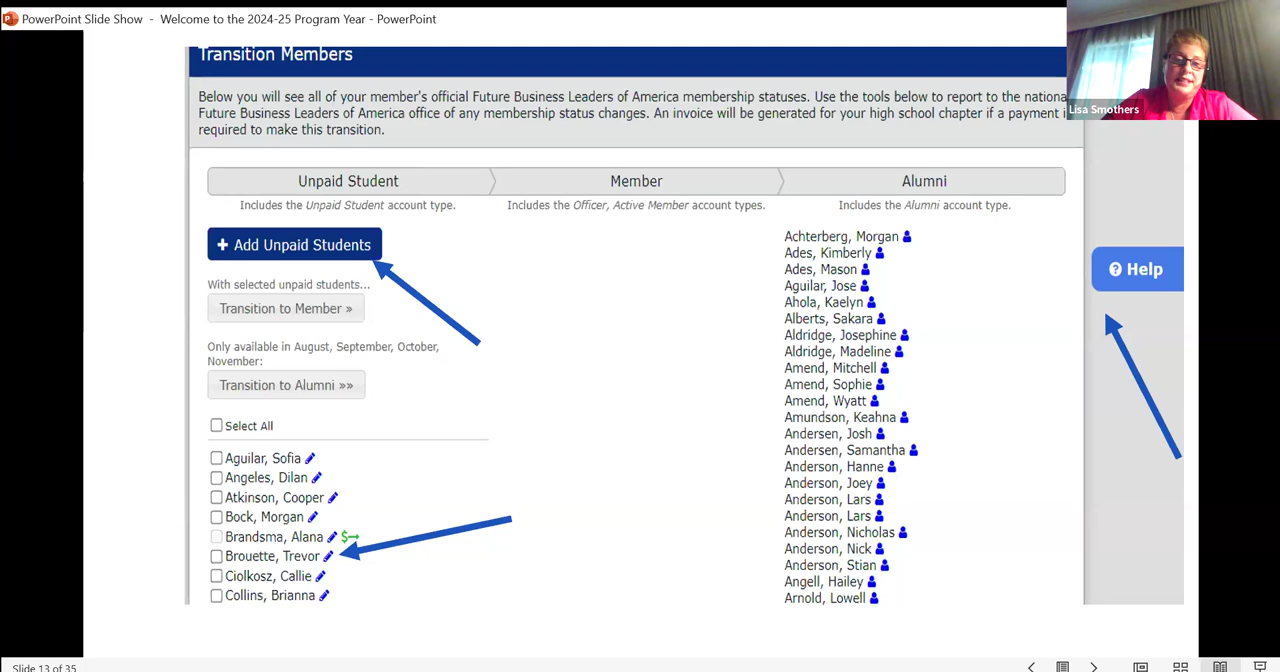 PowerPoint Slide Show - Welcome to the 2024-25 Program Year - PowerPoint
Transition Members
Below you will see all of your member's official Future Business Leaders of America membership statuses. Use the tools below to report to the nationa
Future Business Leaders of America offics of any membership status changes. An invoice will be generated for your high school chapter if a payment i
required to make this transition.
Lisa Smothers
Unpaid Student
Member
Alumni
Includes the Unpaid Student account type.
Includes the Officer, Active Member account types.
Includes the Alumni account type.
+ Add Unpaid Students
With selected unpaid students...
Transition to Member »
Only available in August, September, October,
November:
Transition to Alumni »»
Select All
Aguilar, Sofia
Angeles, Dilan
Atkinson, Cooper
Bock, Morgan
Brandsma, Alana $
Brouette, Trevor
Ciolkosz, Callie
Collins, Brianna
Achterberg, Morgan
Ades, Kimberly
Ades, Mason
Aguilar, Jose
Ahola, Kaelyn
Alberts, Sakara
Aldridge, Josephine
Aldridge, Madeline
Amend, Mitchell
Amend, Sophie
Amend, Wyatt
Amundson, Keahna
Andersen, Josh
Andersen, Samantha
Anderson, Hanne
Anderson, Joey
Anderson, Lars
Anderson, Lars
Anderson, Nicholas
Anderson, Nick
Anderson, Stian
Angell, Hailey
Arnold, Lowell
? Help
Slide 13 of 35